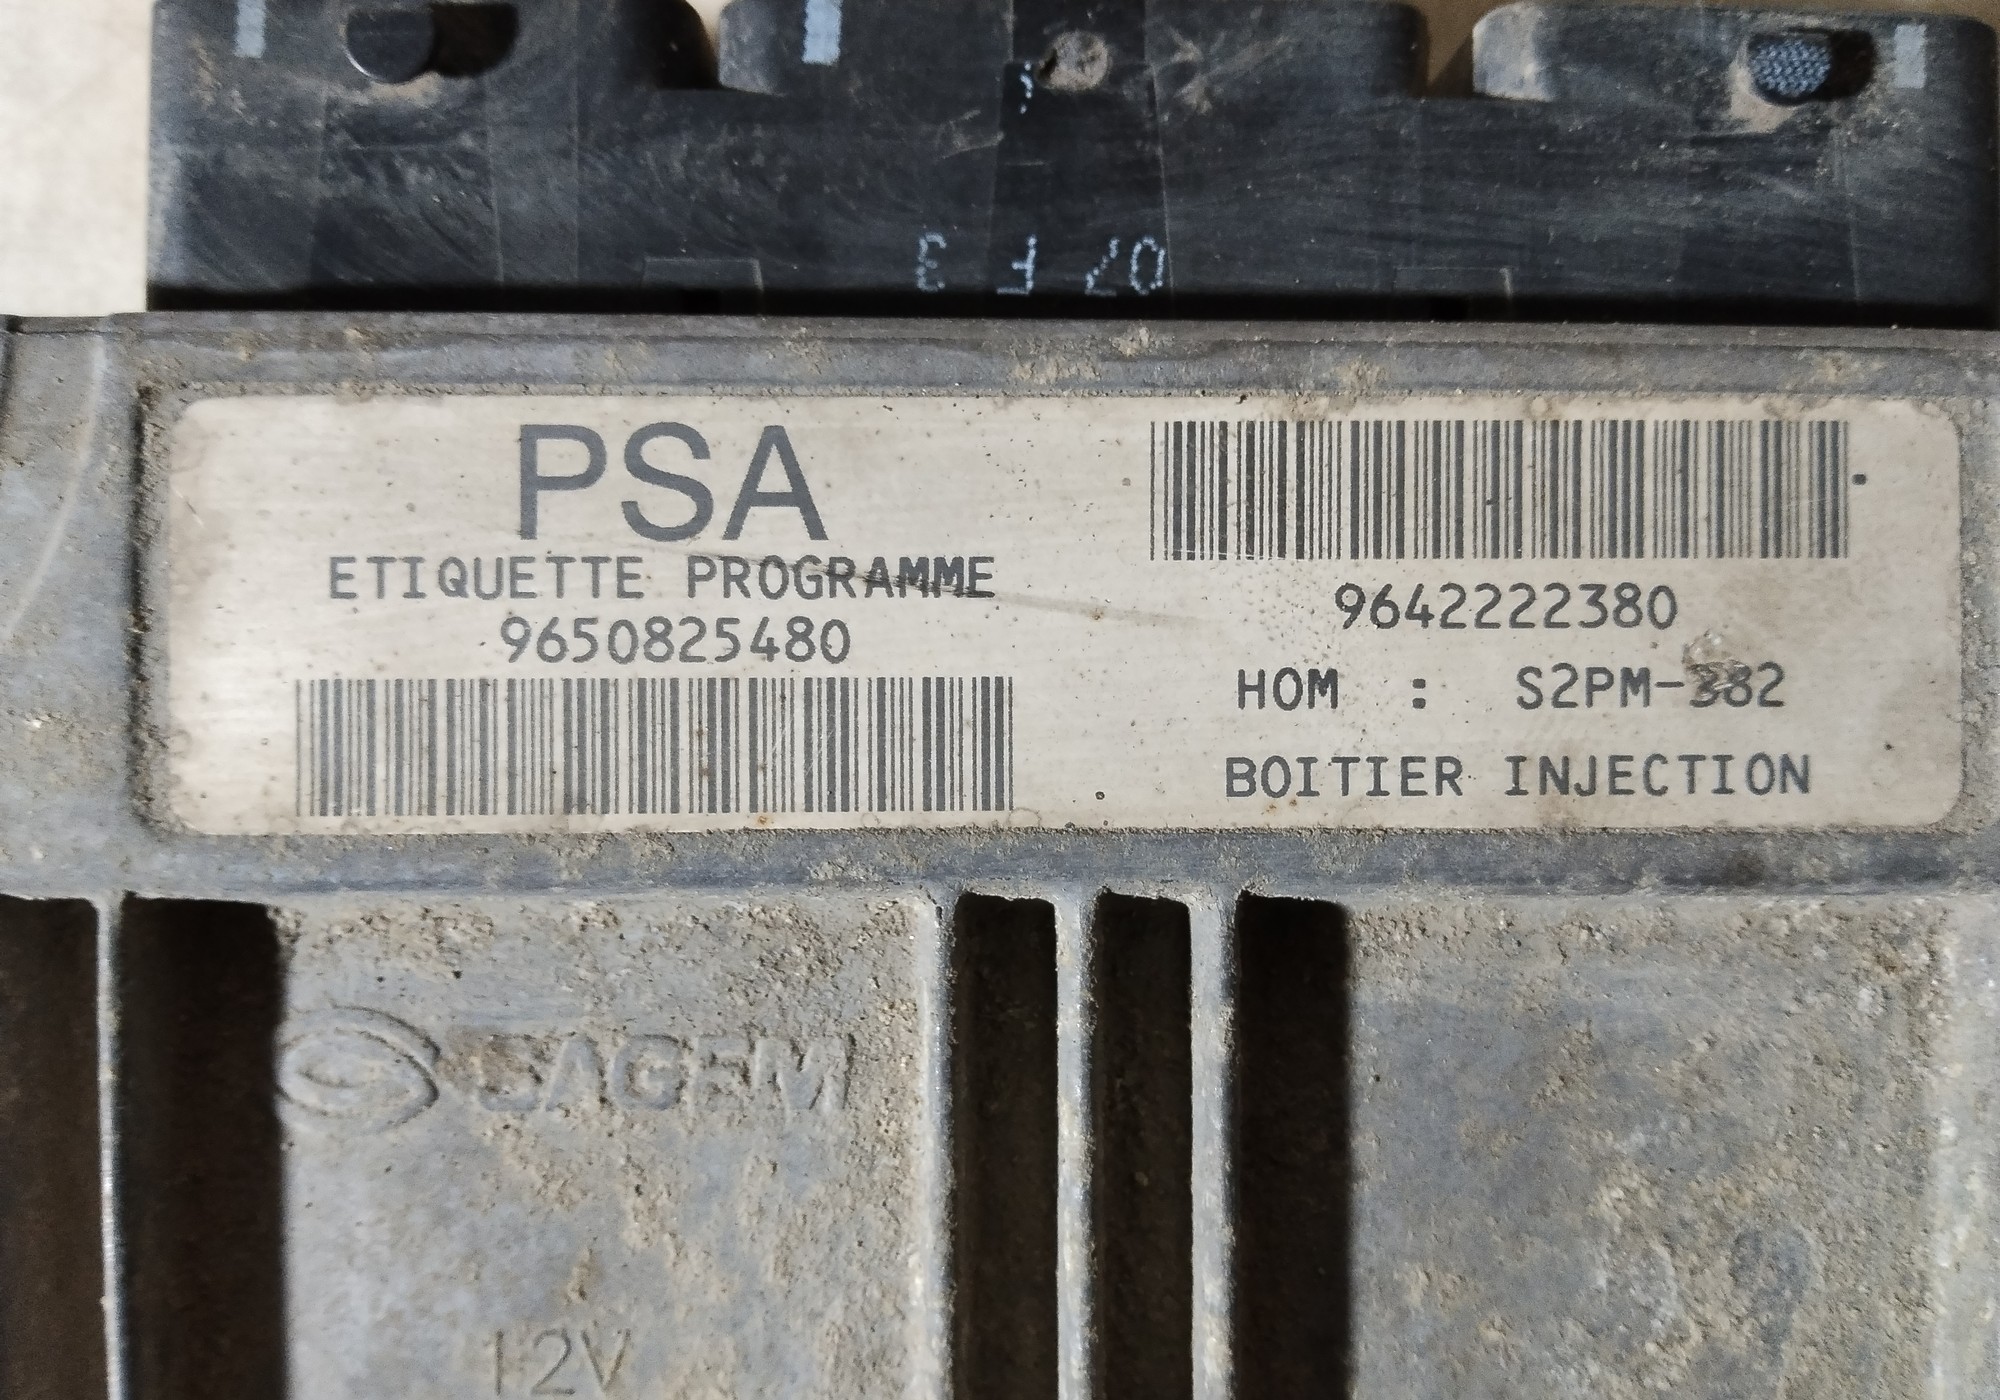 PSA
ETIQUETTE PROGRAMME
9650825480
9642222380
HOM : S2PM-382
BOITIER INJECTION
SAGEM
12V